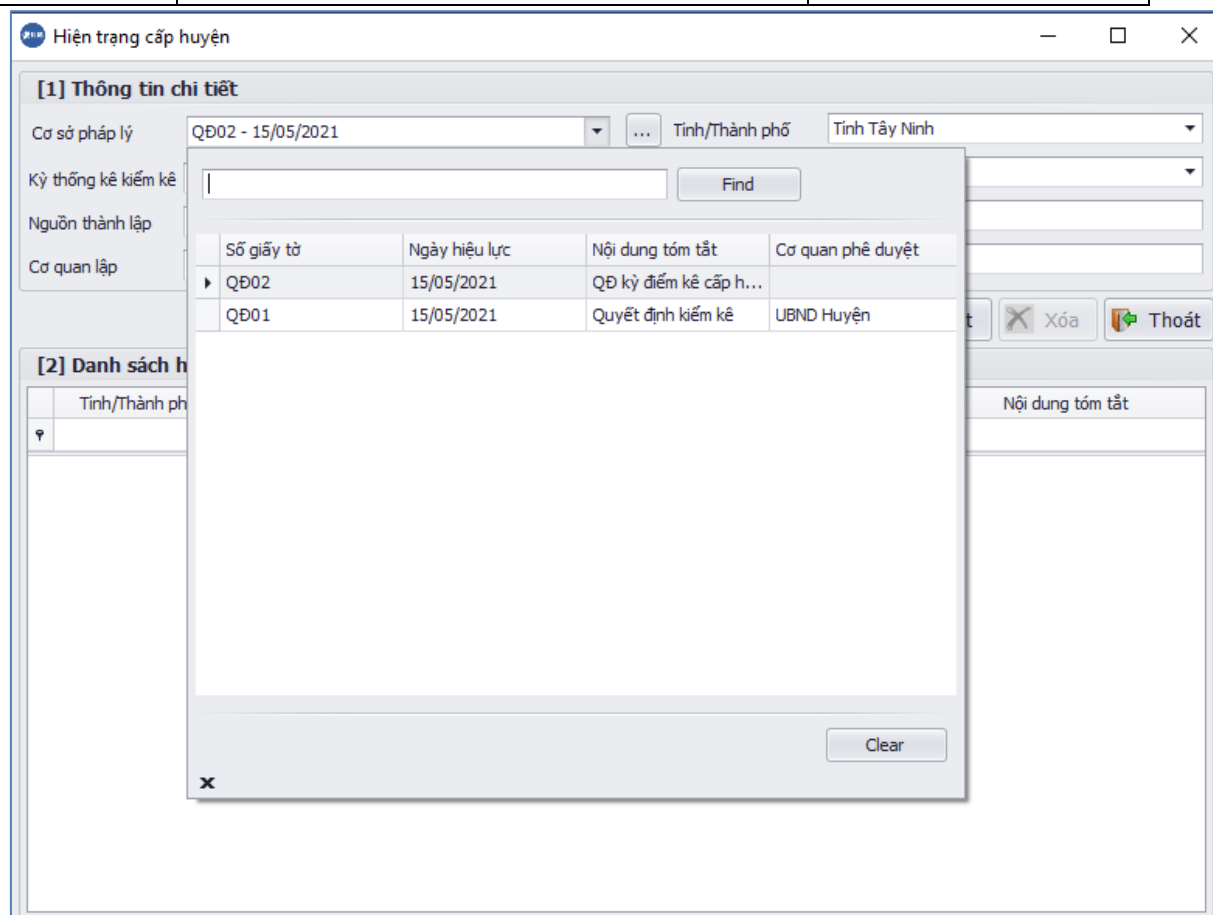 Hiện trạng cấp huyện
[1] Thông tin chi tiết
Cơ sở pháp lý QĐ02 - 15/05/2021 ... Tỉnh/Thành phố Tỉnh Tây Ninh
Kỳ thống kê kiểm kê
Find
Nguồn thành lập
Số giấy tờ Ngày hiệu lực Nội dung tóm tắt Cơ quan phê duyệt
Cơ quan lập
QĐ02 15/05/2021 QĐ kỳ điểm kê cấp h...
QĐ01 15/05/2021 Quyết định kiểm kê UBND Huyện
t Xóa Thoát
[2] Danh sách h
Tỉnh/Thành ph Nội dung tóm tắt
Clear
x